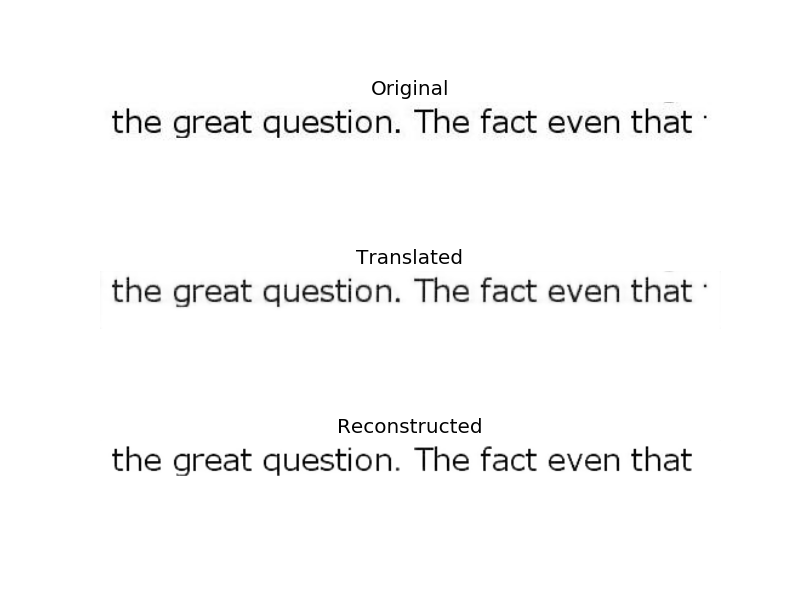 Original
the great question. The fact even that
Translated
the great question. The fact even that
Reconstructed
the great question. The fact even that